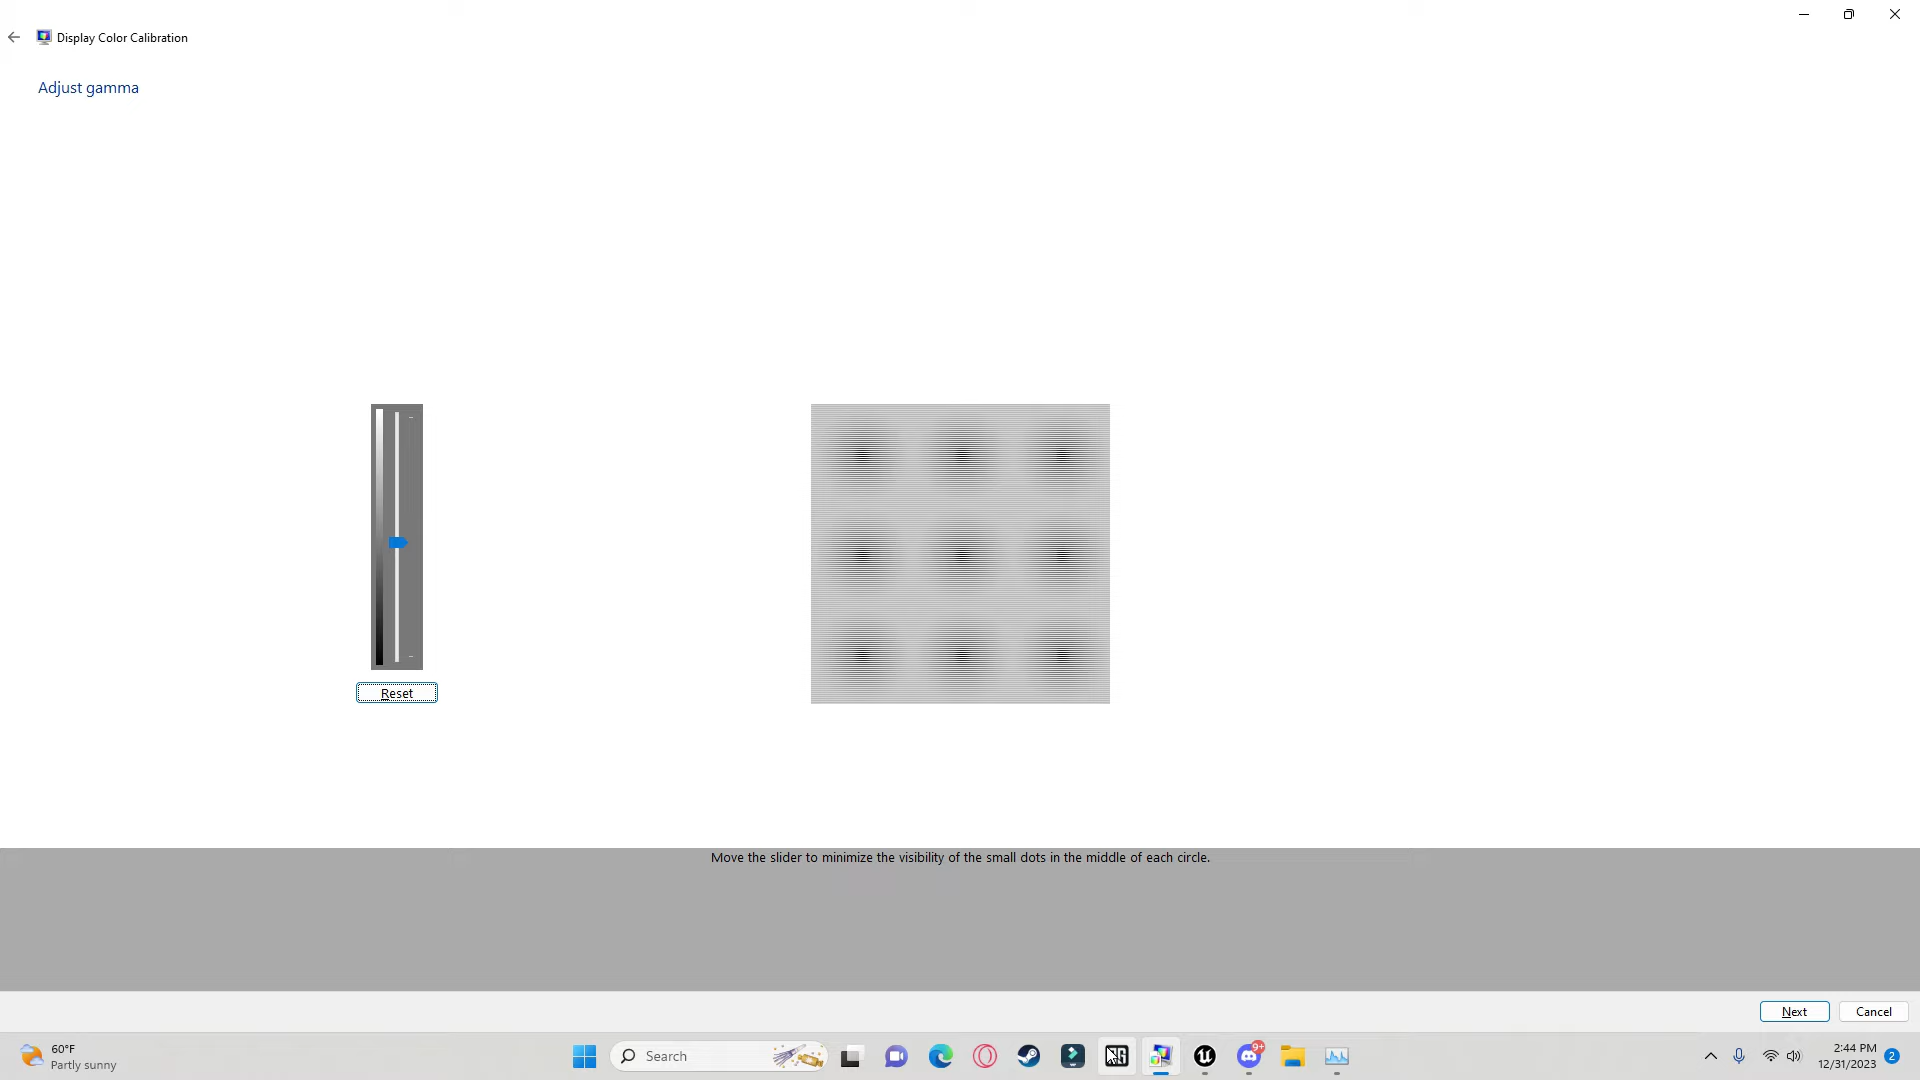 Display Color Calibration
Adjust gamma
Reset
Move the slider to minimize the visibility of the small dots in the middle of each circle.
Next
Cancel
60°F
Partly sunny
Search
9+
2:44 PM
12/31/2023
2